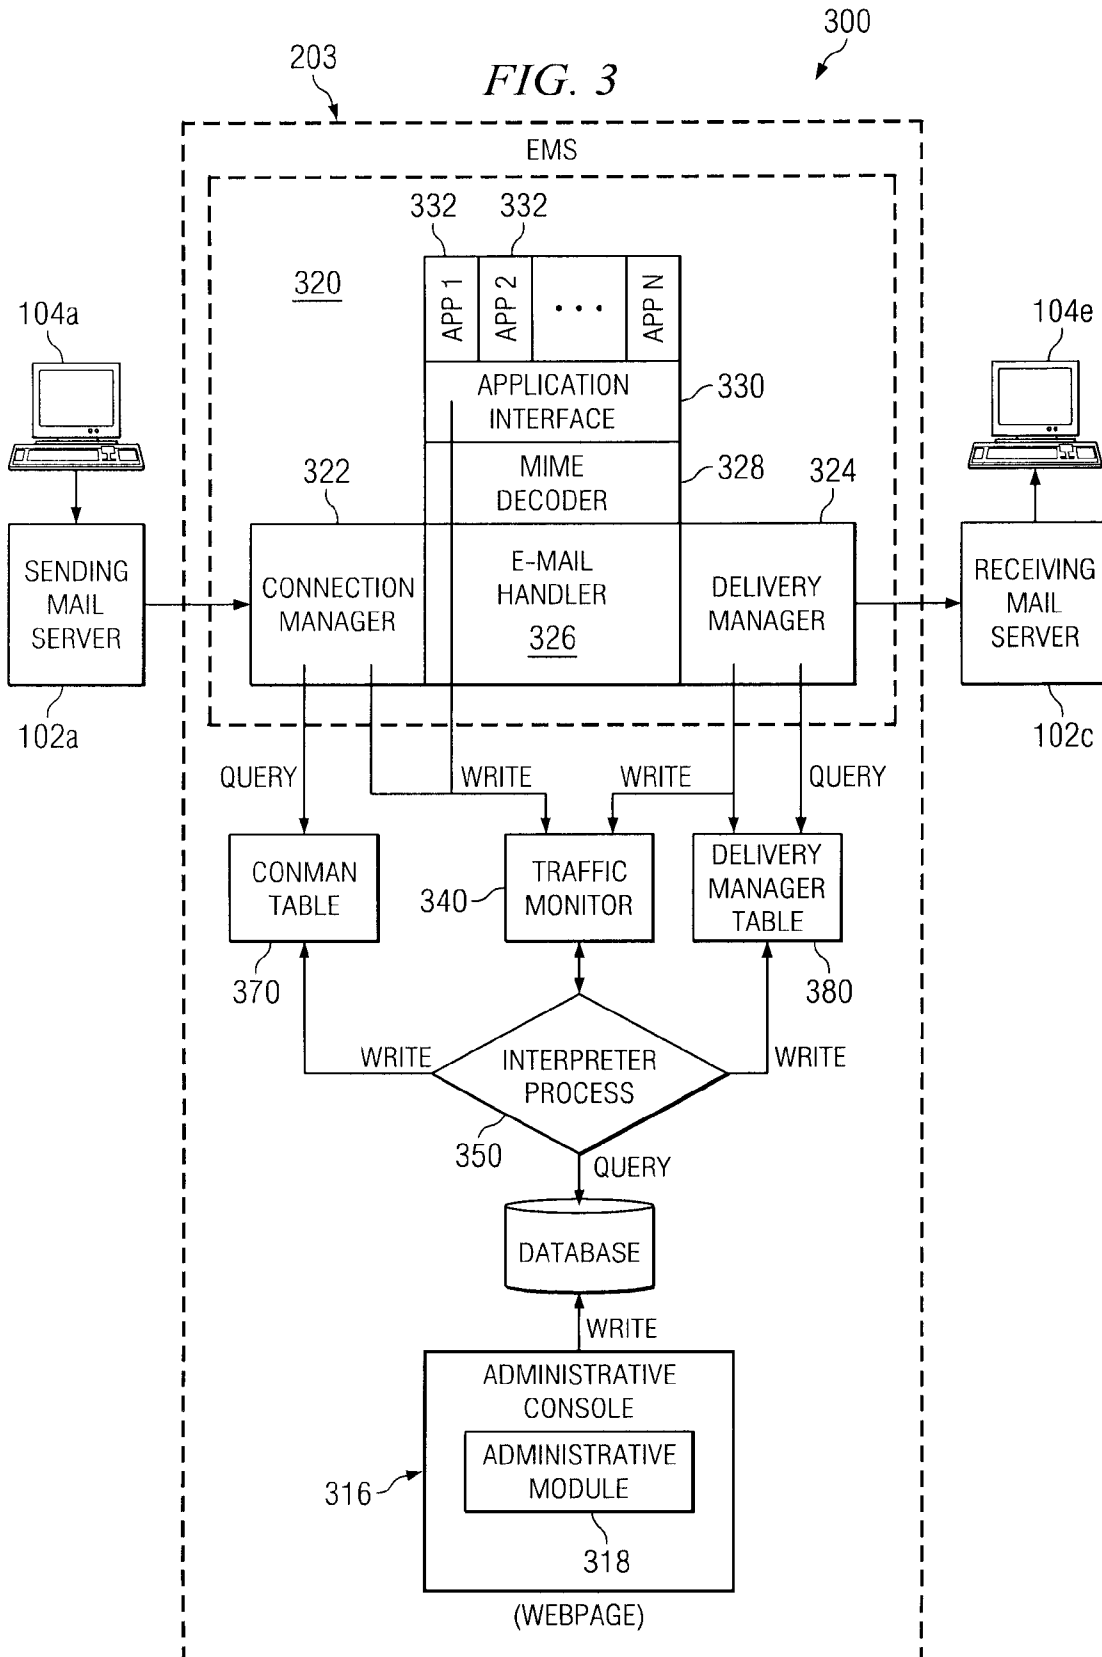 300
203
FIG. 3
EMS
332
332
320
APP 1
APP 2
• • •
APP N
104a
104e
APPLICATION
INTERFACE
330
MIME
DECODER
328
322
324
SENDING
MAIL
SERVER
CONNECTION
MANAGER
E-MAIL
HANDLER
326
DELIVERY
MANAGER
RECEIVING
MAIL
SERVER
102a
102c
QUERY
WRITE
WRITE
QUERY
CONMAN
TABLE
340
TRAFFIC
MONITOR
DELIVERY
MANAGER
TABLE
370
380
WRITE
INTERPRETER
PROCESS
WRITE
350
QUERY
DATABASE
WRITE
ADMINISTRATIVE
CONSOLE
316
ADMINISTRATIVE
MODULE
318
(WEBPAGE)